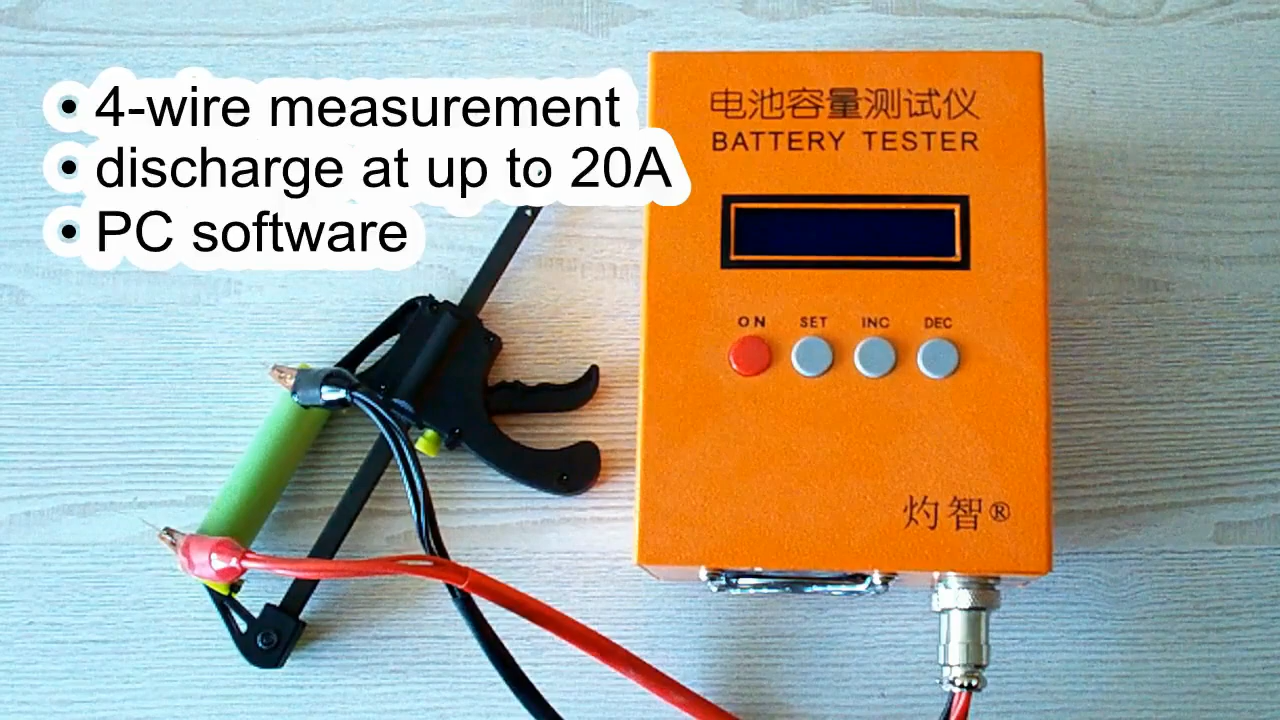 • 4-wire measurement
• discharge at up to 20A
• PC software
电池容量测试仪
BATTERY TESTER
ON SET INC DEC
灼智®